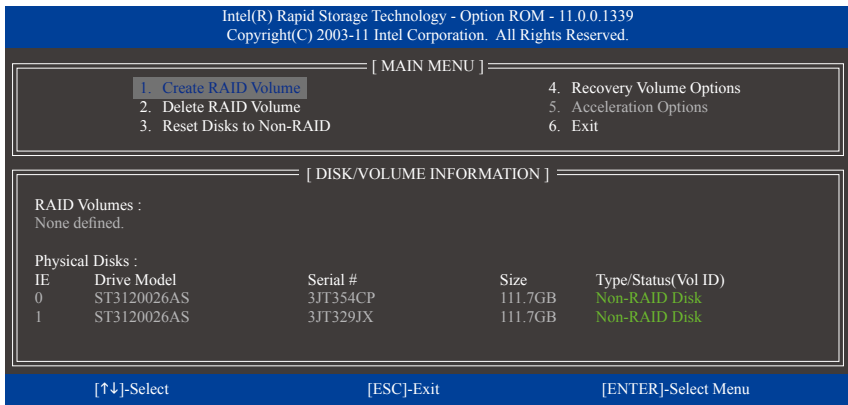 Intel(R) Rapid Storage Technology - Option ROM - 11.0.0.1339
Copyright(C) 2003-11 Intel Corporation.  All Rights Reserved.
[ MAIN MENU ]
1. Create RAID Volume
2. Delete RAID Volume
3. Reset Disks to Non-RAID
4. Recovery Volume Options
5. Acceleration Options
6. Exit
[ DISK/VOLUME INFORMATION ]
RAID Volumes :
None defined.
Physical Disks :
IE Drive Model Serial # Size Type/Status(Vol ID)
0 ST3120026AS 3JT354CP 111.7GB Non-RAID Disk
1 ST3120026AS 3JT329JX 111.7GB Non-RAID Disk
[↑↓]-Select [ESC]-Exit [ENTER]-Select Menu